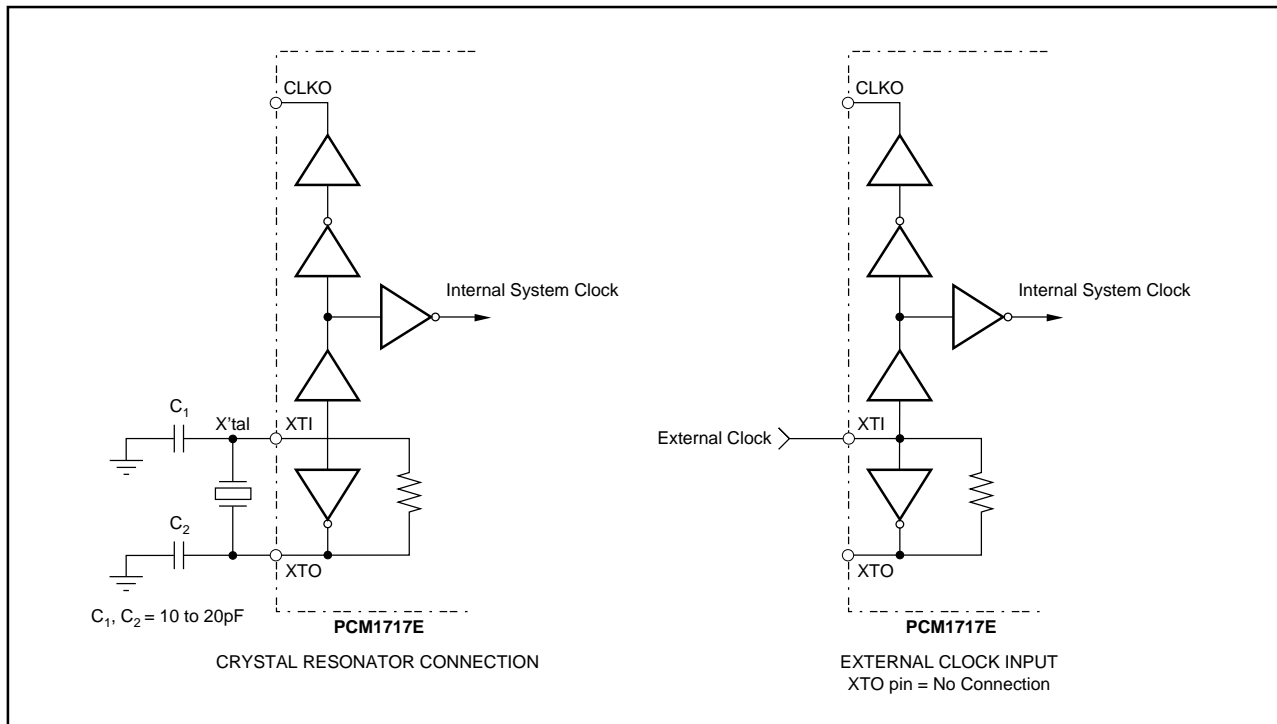 CLKO
Internal System Clock
C1
X'tal
XTI
C2
XTO
C1, C2 = 10 to 20pF
PCM1717E
CRYSTAL RESONATOR CONNECTION
CLKO
Internal System Clock
External Clock
XTI
XTO
PCM1717E
EXTERNAL CLOCK INPUT
XTO pin = No Connection